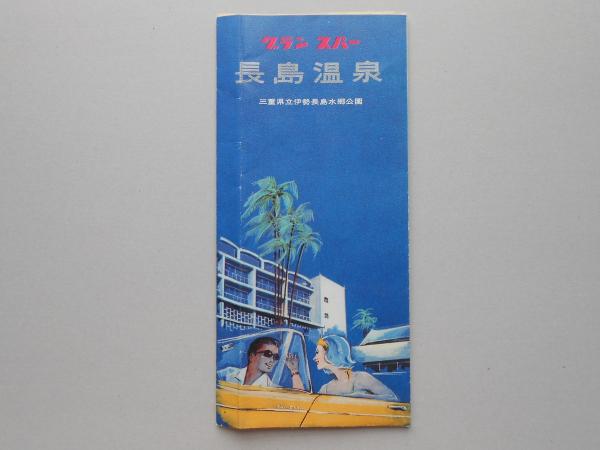 グランスパー
長島温泉
三重県立伊勢長島水郷公園